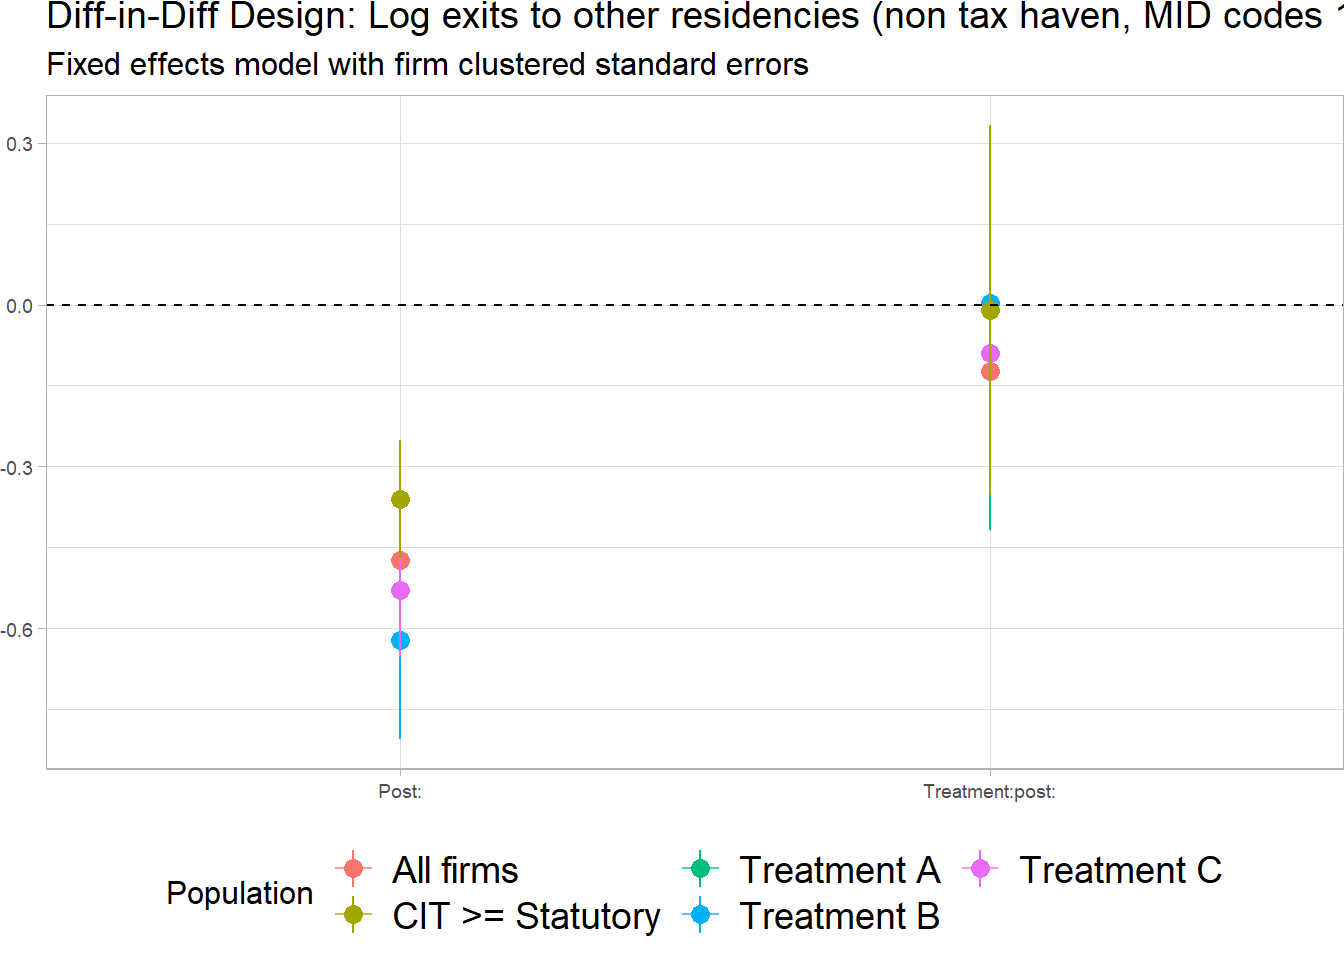 Diff-in-Diff Design: Log exits to other residencies (non tax haven, MID codes
Fixed effects model with firm clustered standard errors
0.3
0.0
-0.3
-0.6
Post:
Treatment:post:
Population
All firms
Treatment A
Treatment C
CIT >= Statutory
Treatment B